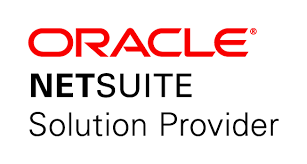 ORACLE®
NETSUITE
Solution Provider